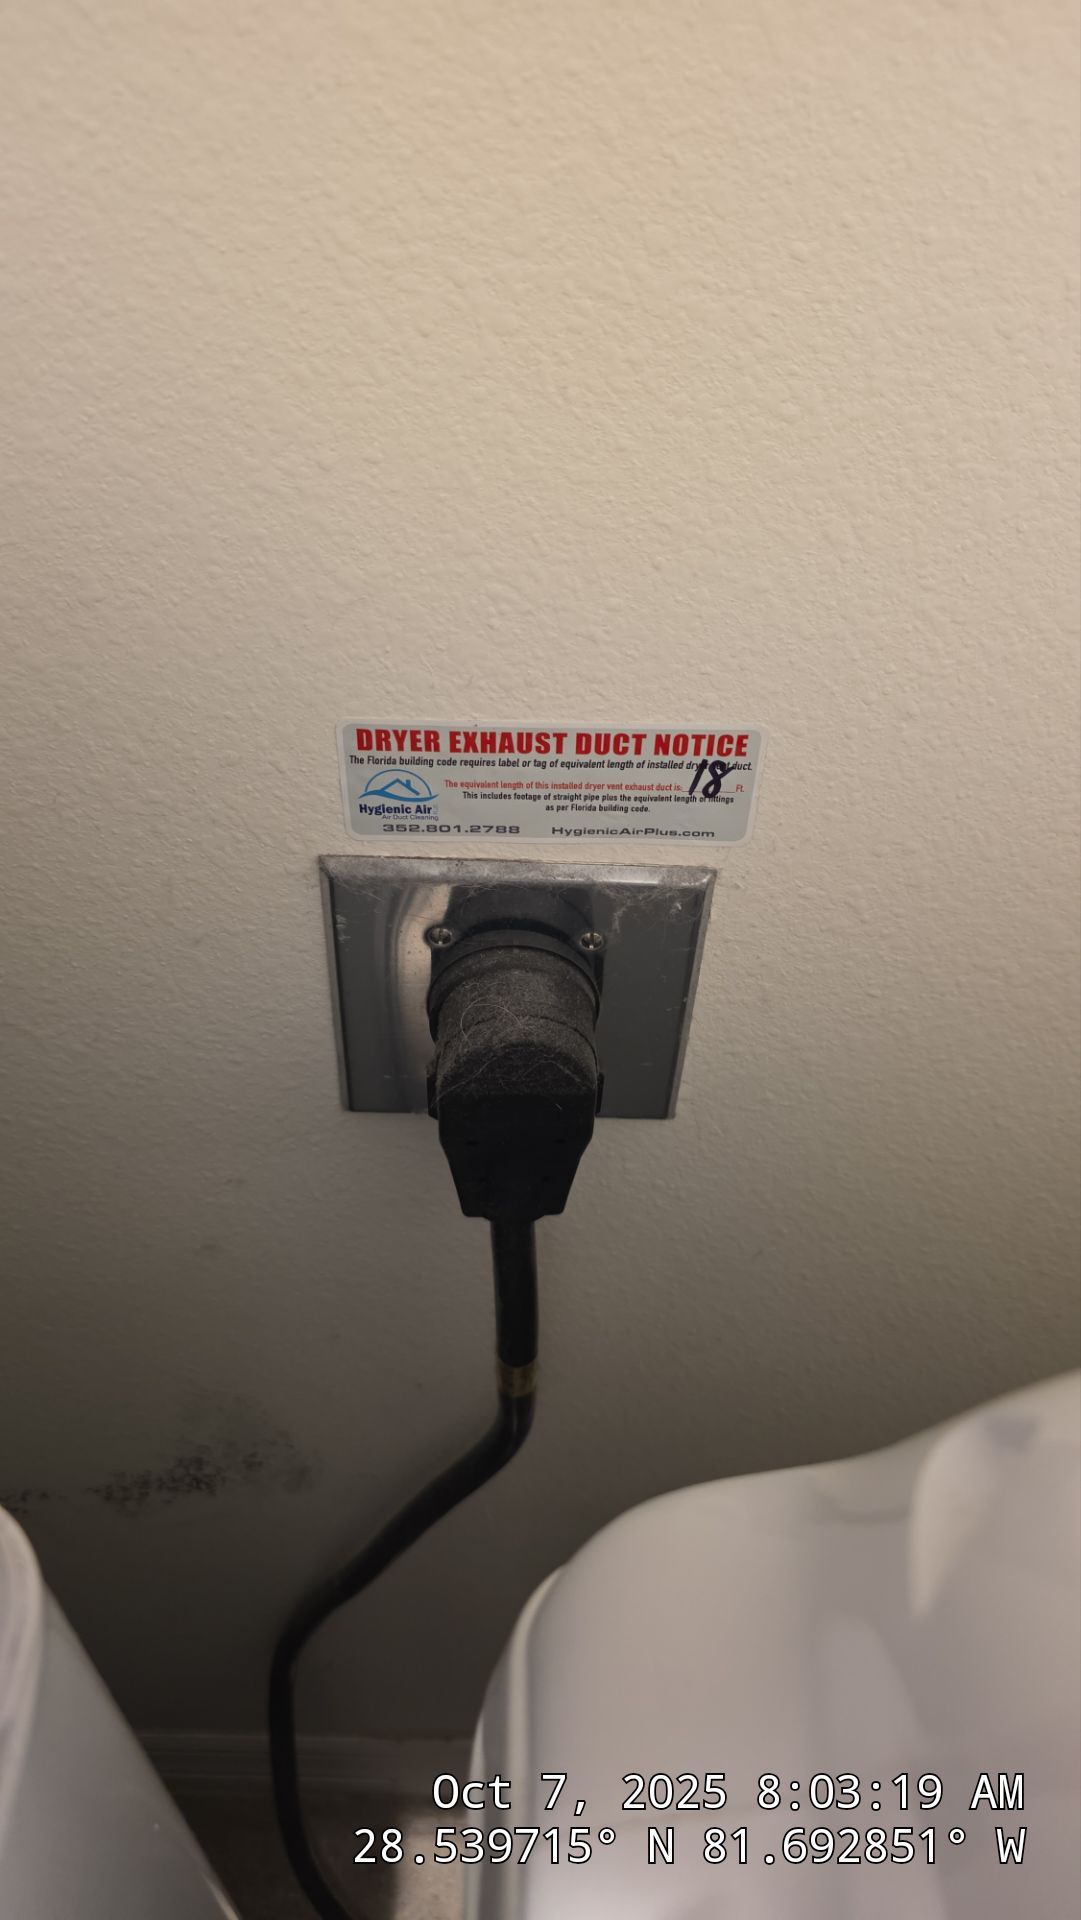 DRYER EXHAUST DUCT NOTICE
The Florida building code requires label or tag of equivalent length of installed dryer vent duct.
The equivalent length of this installed dryer vent exhaust duct is: 18 Ft.
This includes footage of straight pipe plus the equivalent length of fittings
as per Florida building code.
Hygienic Air
Air Duct Cleaning
352.801.2788 HygienicAirPlus.com
Oct 7, 2025 8:03:19 AM
28.539715° N 81.692851° W